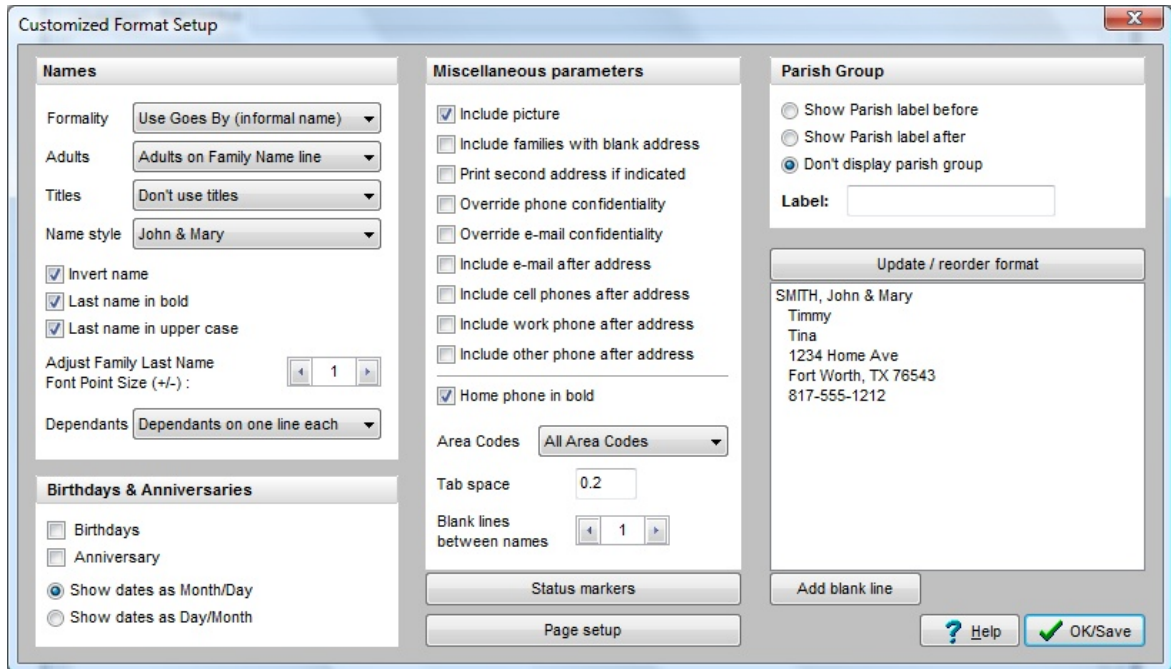 Customized Format Setup
Names
Formality Use Goes By (informal name)
Adults Adults on Family Name line
Titles Don't use titles
Name style John & Mary
Invert name
Last name in bold
Last name in upper case
Adjust Family Last Name
Font Point Size (+/-) : 1
Dependants Dependants on one line each
Birthdays & Anniversaries
Birthdays
Anniversary
Show dates as Month/Day
Show dates as Day/Month
Miscellaneous parameters
Include picture
Include families with blank address
Print second address if indicated
Override phone confidentiality
Override e-mail confidentiality
Include e-mail after address
Include cell phones after address
Include work phone after address
Include other phone after address
Home phone in bold
Area Codes All Area Codes
Tab space 0.2
Blank lines
between names 1
Status markers
Page setup
Parish Group
Show Parish label before
Show Parish label after
Don't display parish group
Label:
Update / reorder format
SMITH, John & Mary
Timmy
Tina
1234 Home Ave
Fort Worth, TX 76543
817-555-1212
Add blank line
? Help
OK/Save